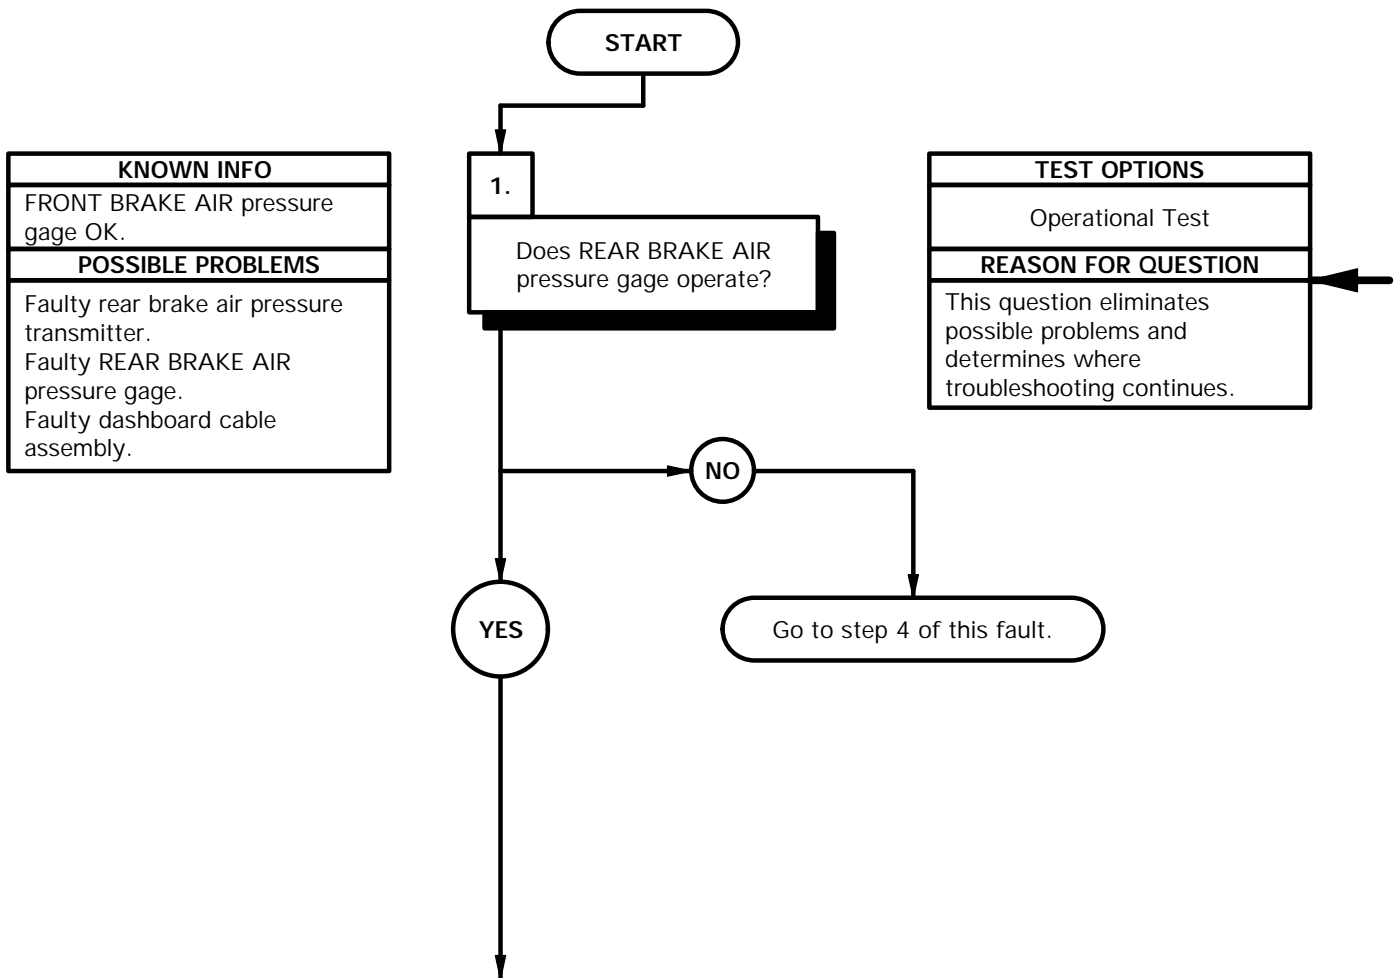 START
KNOWN INFO
FRONT BRAKE AIR pressure
gage OK.
POSSIBLE PROBLEMS
Faulty rear brake air pressure
transmitter.
Faulty REAR BRAKE AIR
pressure gage.
Faulty dashboard cable
assembly.
1.
Does REAR BRAKE AIR
pressure gage operate?
TEST OPTIONS
Operational Test
REASON FOR QUESTION
This question eliminates
possible problems and
determines where
troubleshooting continues.
NO
YES
Go to step 4 of this fault.